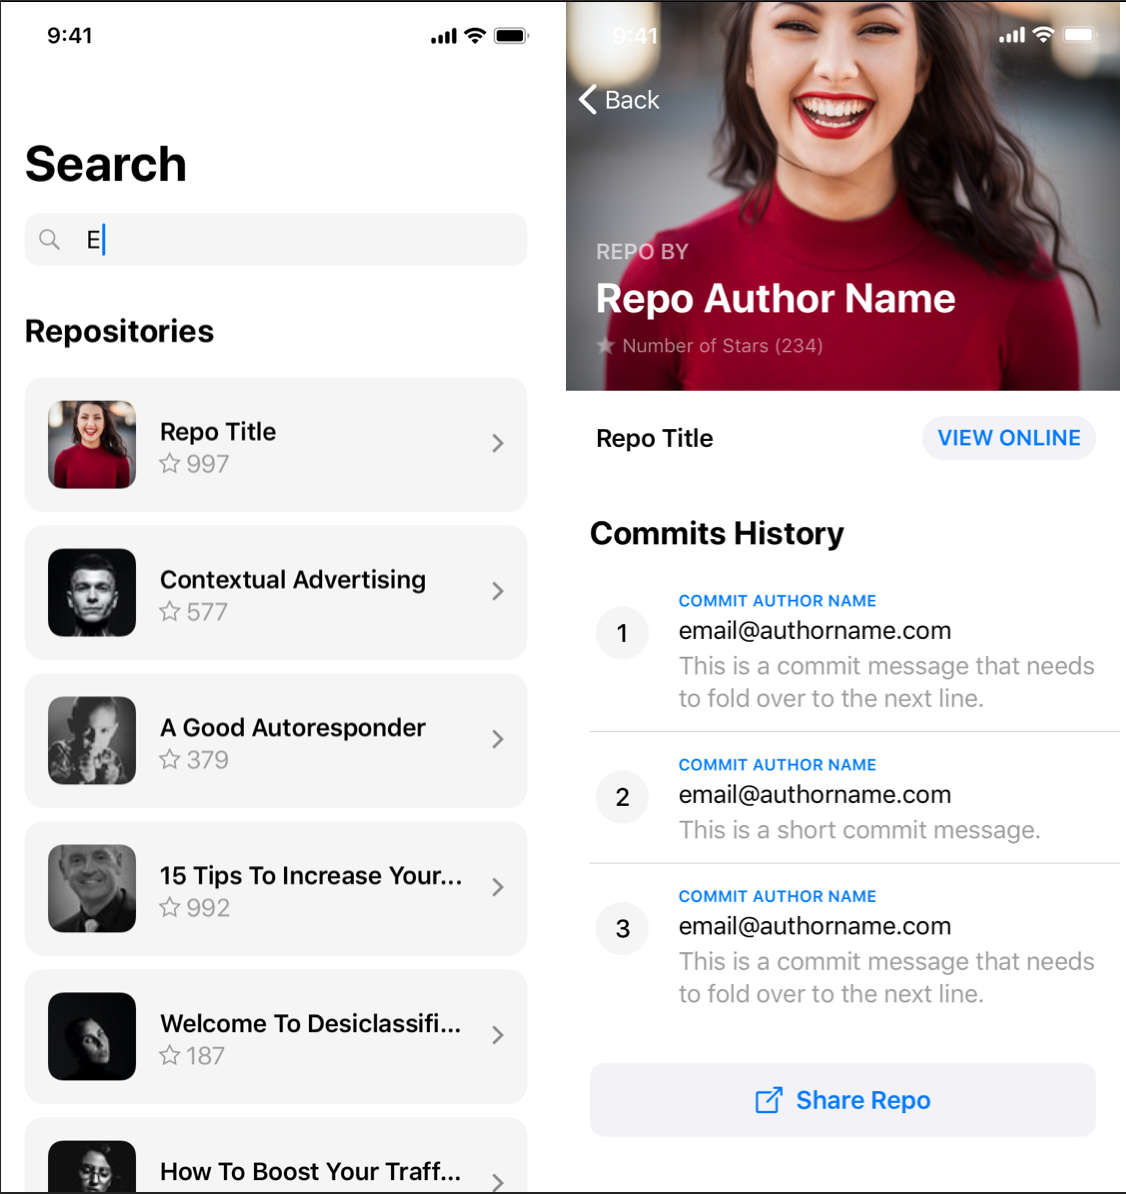 9:41
Search
E
Repositories
Repo Title
997
Contextual Advertising
577
A Good Autoresponder
379
15 Tips To Increase Your...
992
Welcome To Desiclassifi...
187
How To Boost Your Traff...
9:41
Back
REPO BY
Repo Author Name
Number of Stars (234)
Repo Title
VIEW ONLINE
Commits History
COMMIT AUTHOR NAME
1
email@authorname.com
This is a commit message that needs
to fold over to the next line.
COMMIT AUTHOR NAME
2
email@authorname.com
This is a short commit message.
COMMIT AUTHOR NAME
3
email@authorname.com
This is a commit message that needs
to fold over to the next line.
Share Repo